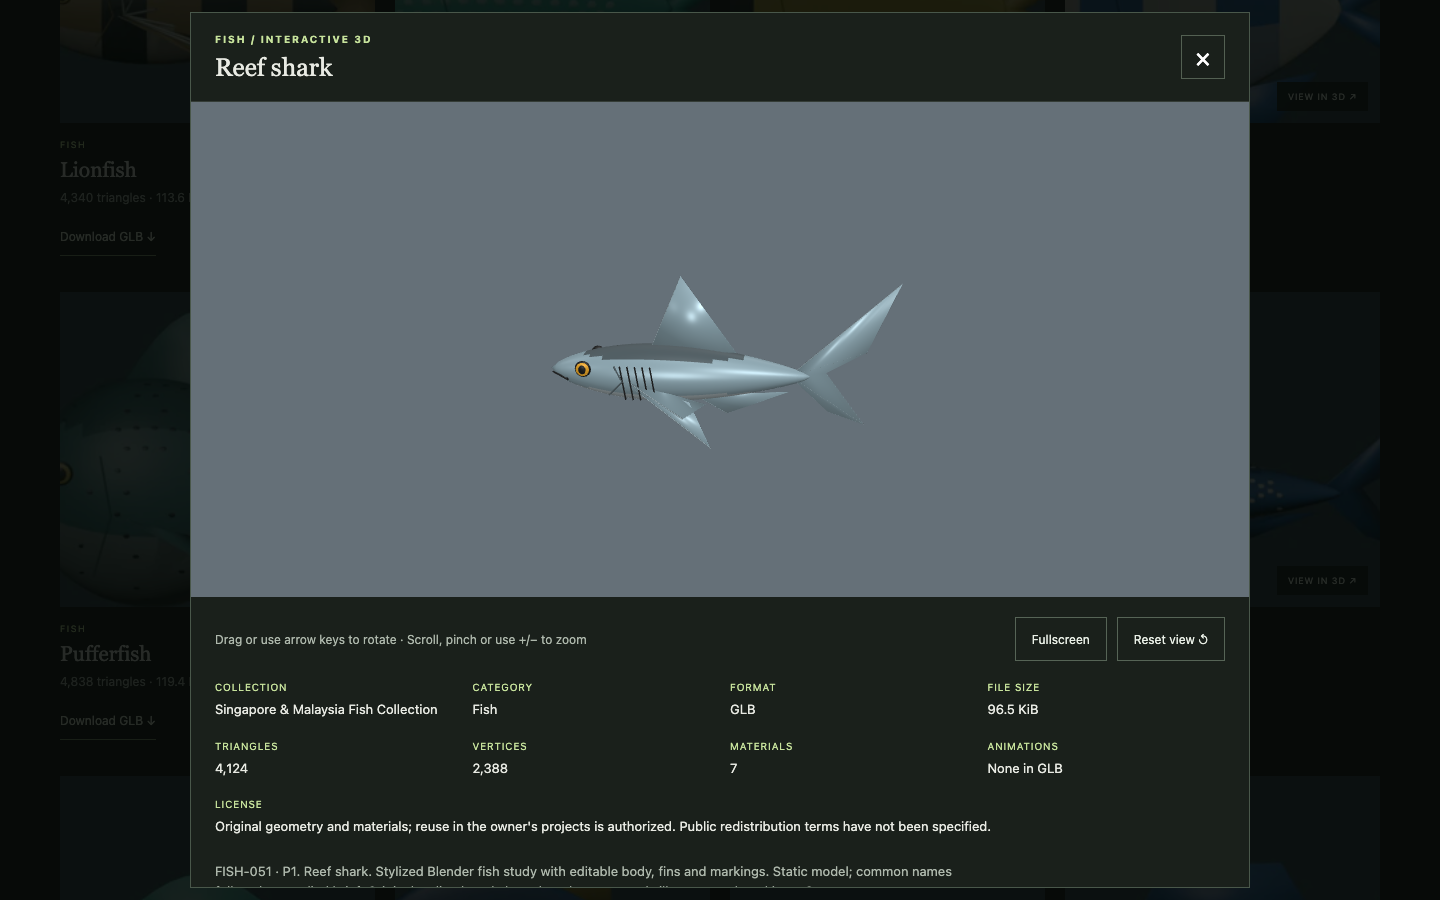 FISH / INTERACTIVE 3D
Reef shark
×
VIEW IN 3D ↗
FISH
Lionfish
4,340 triangles · 113.6
Download GLB ↓
VIEW IN 3D ↗
FISH
Pufferfish
4,838 triangles · 119.4
Download GLB ↓
Drag or use arrow keys to rotate · Scroll, pinch or use +/− to zoom
Fullscreen
Reset view ↺
COLLECTION
Singapore & Malaysia Fish Collection
CATEGORY
Fish
FORMAT
GLB
FILE SIZE
96.5 KiB
TRIANGLES
4,124
VERTICES
2,388
MATERIALS
7
ANIMATIONS
None in GLB
LICENSE
Original geometry and materials; reuse in the owner's projects is authorized. Public redistribution terms have not been specified.
FISH-051 · P1. Reef shark. Stylized Blender fish study with editable body, fins and markings. Static model; common names